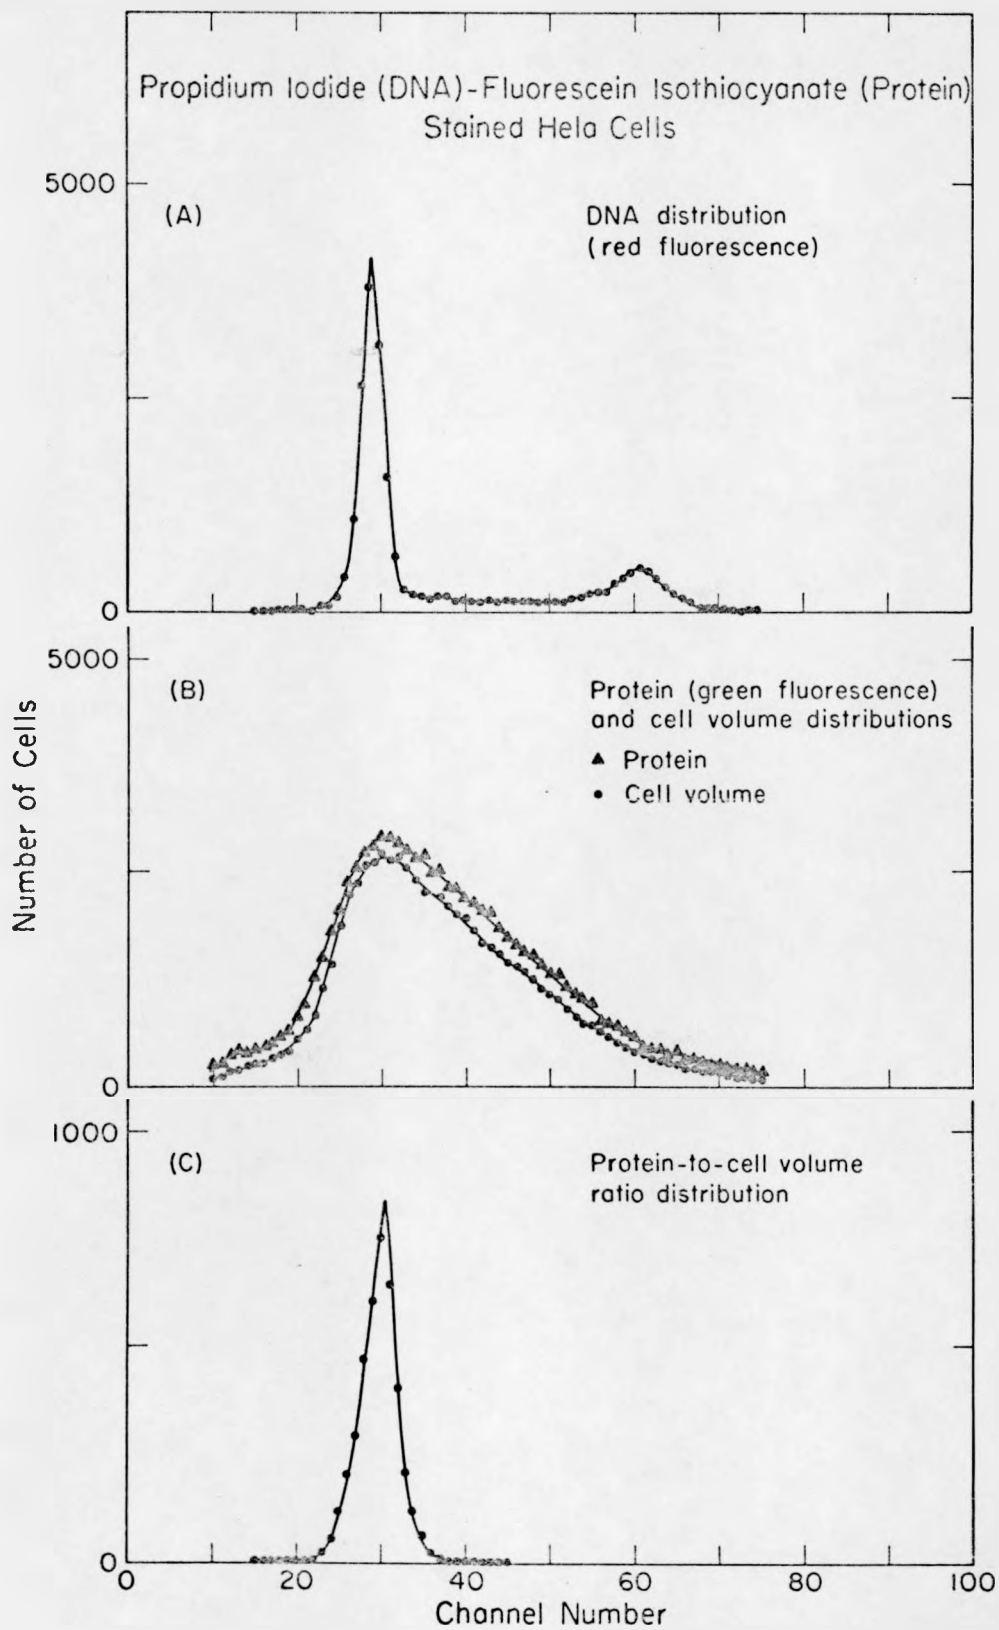 Propidium Iodide (DNA)-Fluorescein Isothiocyanate (Protein)
Stained Hela Cells
5000
(A)
DNA distribution
(red fluorescence)
0
5000
(B)
Protein (green fluorescence)
and cell volume distributions
▲ Protein
• Cell volume
Number of Cells
0
1000
(C)
Protein-to-cell volume
ratio distribution
0
0 20 40 60 80 100
Channel Number